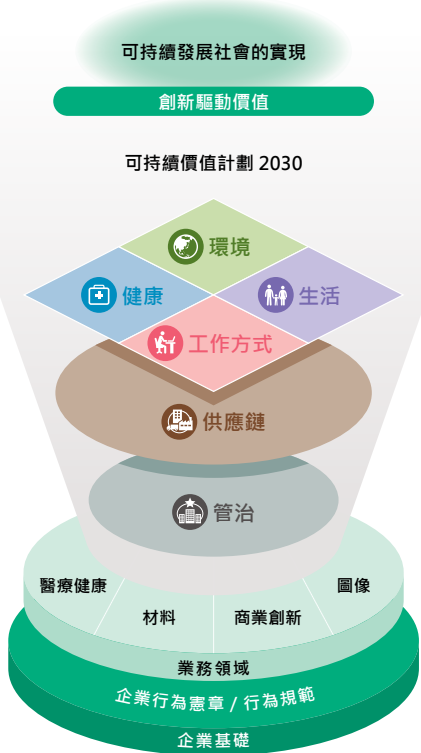 可持續發展社會的實現
創新驅動價值
可持續價值計劃 2030
環境
健康
生活
工作方式
供應鏈
管治
醫療健康
材料
商業創新
圖像
業務領域
企業行為憲章 / 行為規範
企業基礎